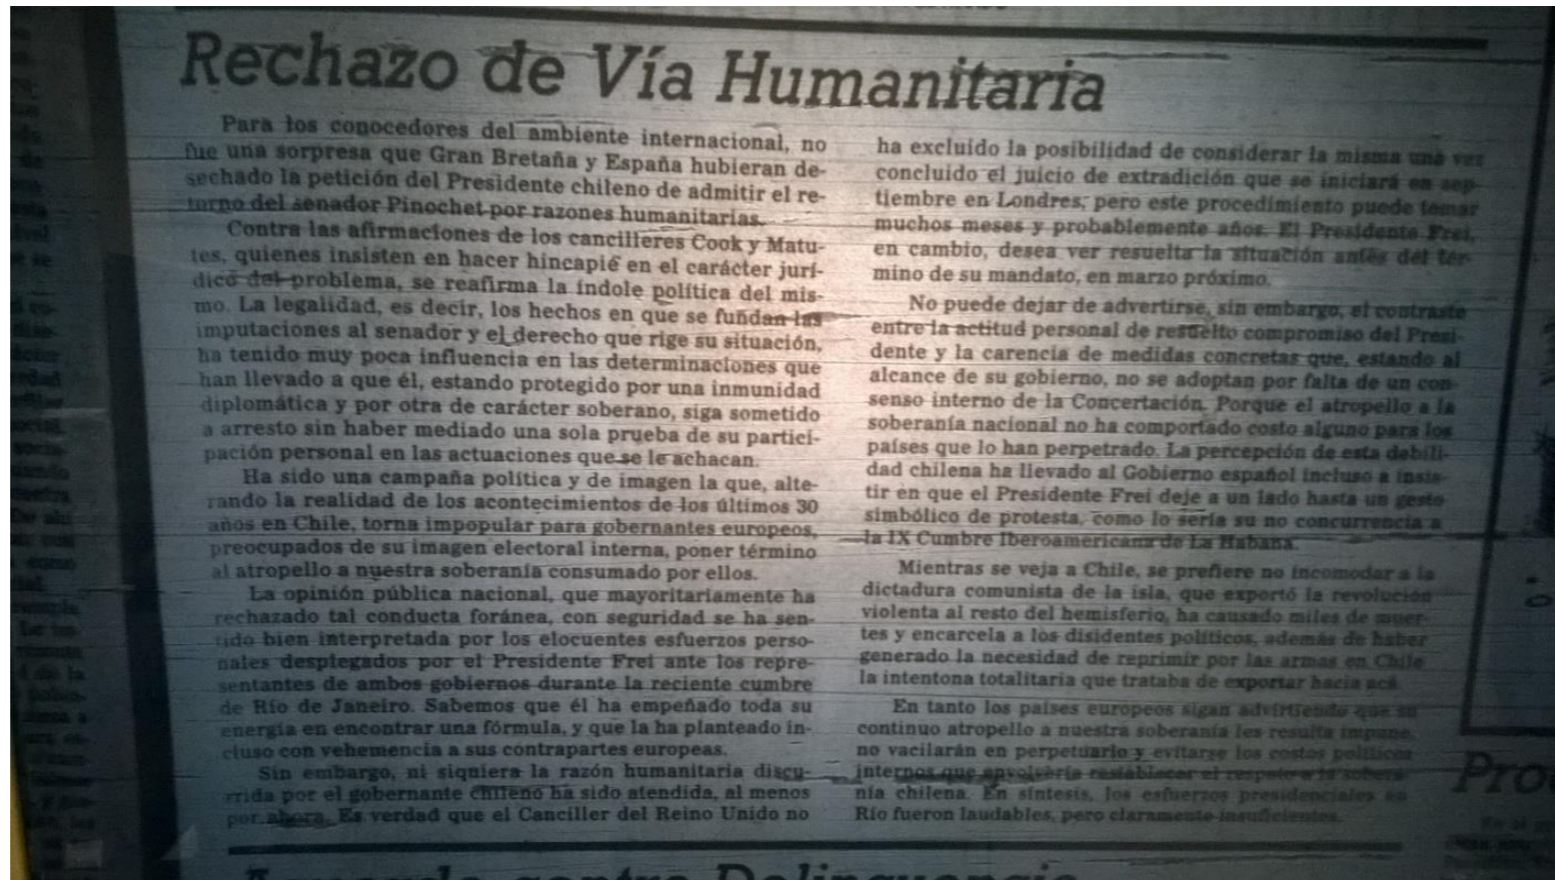 Rechazo de Vía Humanitaria
Para los conocedores del ambiente internacional, no
fue una sorpresa que Gran Bretaña y España hubieran de-
sechado la petición del Presidente chileno de admitir el re-
torno del senador Pinochet por razones humanitarias.
Contra las afirmaciones de los cancilleres Cook y Matu-
tes, quienes insisten en hacer hincapié en el carácter jurí-
dico del problema, se reafirma la índole política del mis-
mo. La legalidad, es decir, los hechos en que se fundan las
imputaciones al senador y el derecho que rige su situación,
ha tenido muy poca influencia en las determinaciones que
han llevado a que él, estando protegido por una inmunidad
diplomática y por otra de carácter soberano, siga sometido
a arresto sin haber mediado una sola prueba de su partici-
pación personal en las actuaciones que se le achacan.
Ha sido una campaña política y de imagen la que, alte-
rando la realidad de los acontecimientos de los últimos 30
años en Chile, torna impopular para gobernantes europeos,
preocupados de su imagen electoral interna, poner término
al atropello a nuestra soberanía consumado por ellos.
La opinión pública nacional, que mayoritariamente ha
rechazado tal conducta foránea, con seguridad se ha sen-
tido bien interpretada por los elocuentes esfuerzos perso-
nales desplegados por el Presidente Frei ante los repre-
sentantes de ambos gobiernos durante la reciente cumbre
de Río de Janeiro. Sabemos que él ha empeñado toda su
energía en encontrar una fórmula, y que la ha planteado in-
cluso con vehemencia a sus contrapartes europeas.
Sin embargo, ni siquiera la razón humanitaria discu-
rrida por el gobernante chileno ha sido atendida, al menos
por ahora. Es verdad que el Canciller del Reino Unido no
ha excluido la posibilidad de considerar la misma una vez
concluido el juicio de extradición que se iniciará en sep-
tiembre en Londres, pero este procedimiento puede tomar
muchos meses y probablemente años. El Presidente Frei,
en cambio, desea ver resuelta la situación antes del tér-
mino de su mandato, en marzo próximo.
No puede dejar de advertirse, sin embargo, el contraste
entre la actitud personal de resuelto compromiso del Presi-
dente y la carencia de medidas concretas que, estando al
alcance de su gobierno, no se adoptan por falta de un con-
senso interno de la Concertación. Porque el atropello a la
soberanía nacional no ha comportado costo alguno para los
países que lo han perpetrado. La percepción de esta debili-
dad chilena ha llevado al Gobierno español incluso a insis-
tir en que el Presidente Frei deje a un lado hasta un gesto
simbólico de protesta, como lo sería su no concurrencia a
la IX Cumbre Iberoamericana de La Habana.
Mientras se veja a Chile, se prefiere no incomodar a la
dictadura comunista de la isla, que exportó la revolución
violenta al resto del hemisferio, ha causado miles de muer-
tes y encarcela a los disidentes políticos, además de haber
generado la necesidad de reprimir por las armas en Chile
la intentona totalitaria que trataba de exportar hacia acá.
En tanto los países europeos sigan advirtiendo que su
continuo atropello a nuestra soberanía les resulta impune,
no vacilarán en perpetuarlo y evitarse los costos políticos
internos que envolvería restablecer el respeto a la sobera-
nía chilena. En síntesis, los esfuerzos presidenciales en
Río fueron laudables, pero claramente insuficientes.